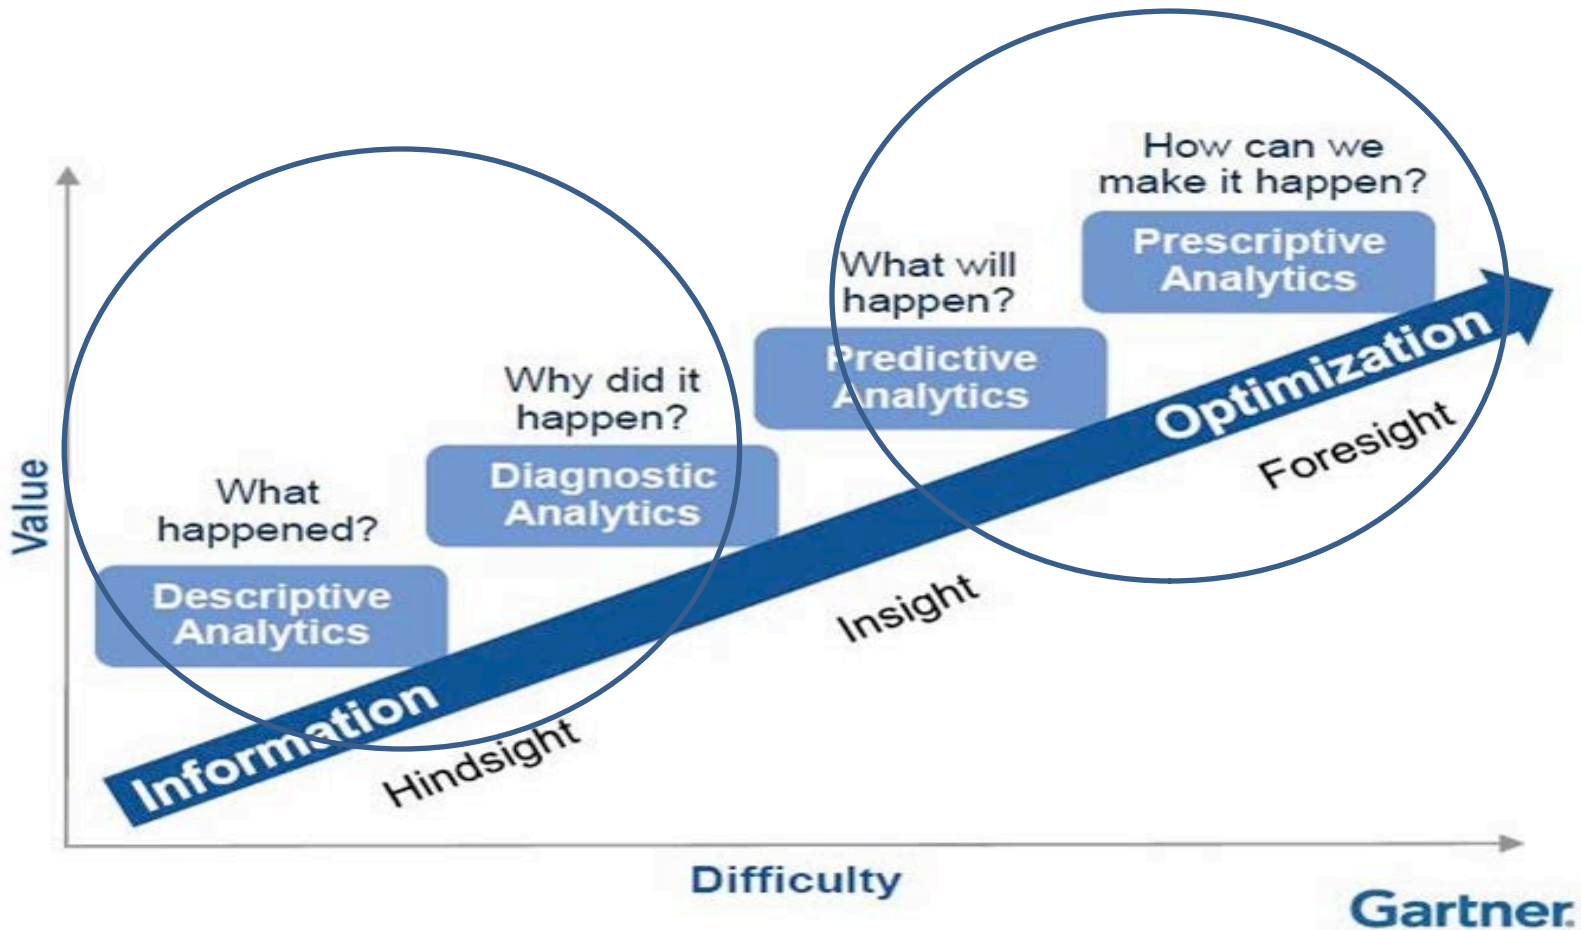 How can we
make it happen?
Prescriptive
Analytics
What will
happen?
Predictive
Analytics
Why did it
happen?
Diagnostic
Analytics
What
happened?
Descriptive
Analytics
Value
Information
Optimization
Hindsight
Insight
Foresight
Difficulty
Gartner.